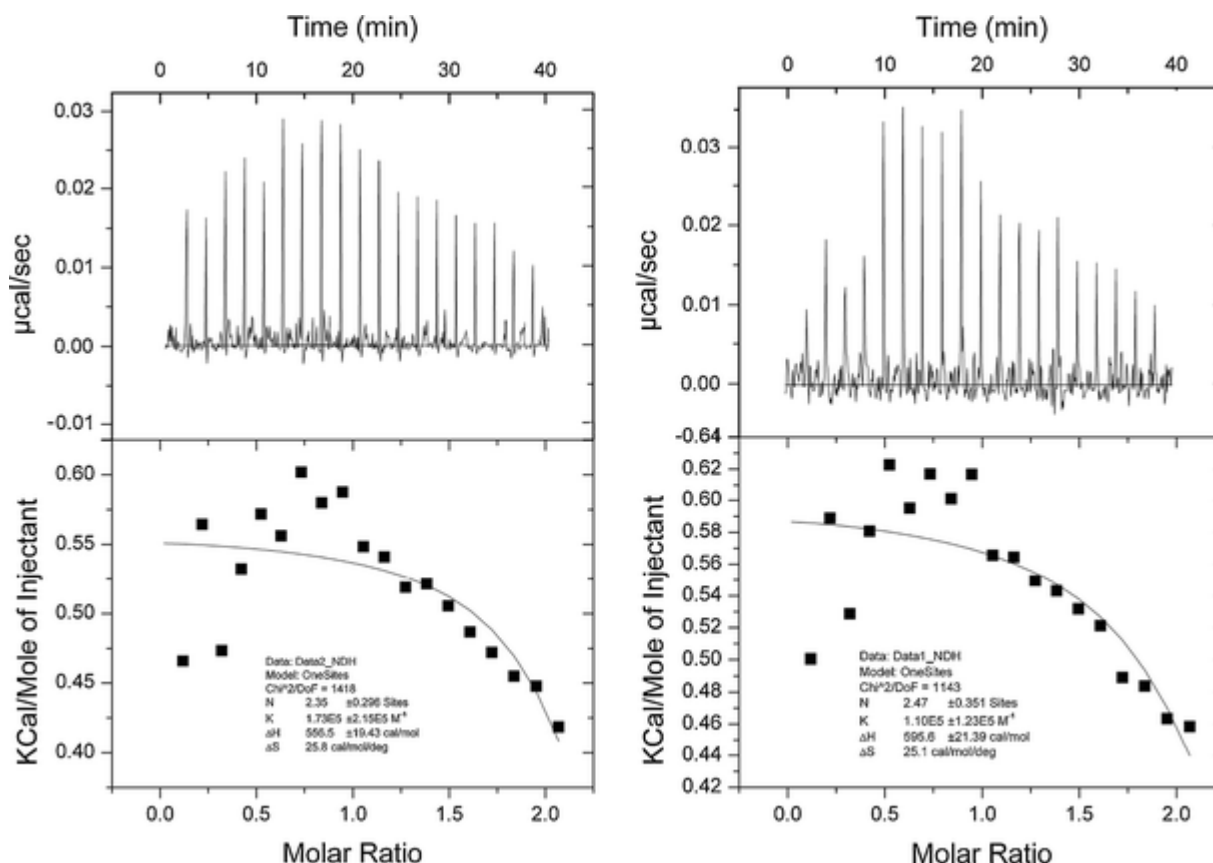 Time (min)
0 10 20 30 40
0.03
0.02
0.01
0.00
-0.01
µcal/sec
0.60
0.55
0.50
0.45
0.40
KCal/Mole of Injectant
Data: Data2_NDH
Model: OneSites
Chi^2/DoF = 1418
N 2.35 ±0.296 Sites
K 1.73E5 ±2.15E5 M⁻¹
ΔH 556.5 ±19.43 cal/mol
ΔS 25.8 cal/mol/deg
0.0 0.5 1.0 1.5 2.0
Molar Ratio
Time (min)
0 10 20 30 40
0.03
0.02
0.01
0.00
-0.64
µcal/sec
0.62
0.60
0.58
0.56
0.54
0.52
0.50
0.48
0.46
0.44
0.42
KCal/Mole of Injectant
Data: Data1_NDH
Model: OneSites
Chi^2/DoF = 1143
N 2.47 ±0.351 Sites
K 1.10E5 ±1.23E5 M⁻¹
ΔH 595.6 ±21.39 cal/mol
ΔS 25.1 cal/mol/deg
0.0 0.5 1.0 1.5 2.0
Molar Ratio